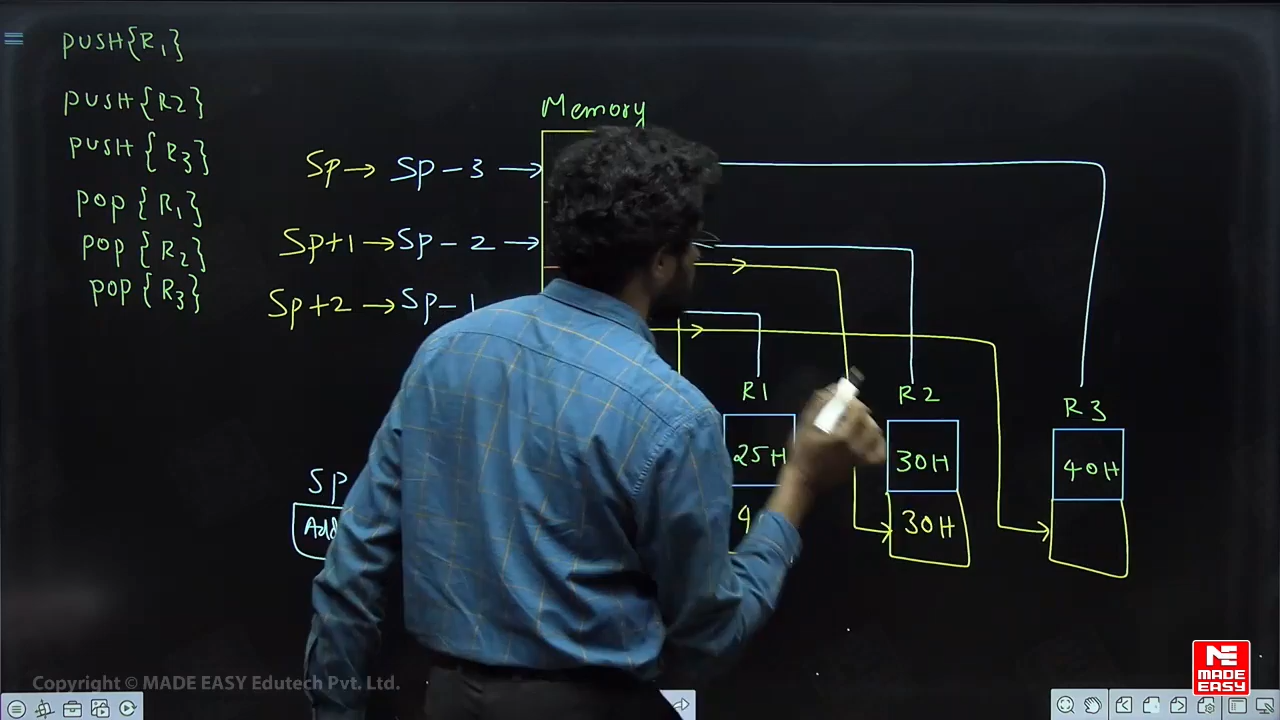 PUSH{R1}
PUSH{R2}
PUSH{R3}
POP{R1}
POP{R2}
POP{R3}
Memory
SP→ SP-3
SP+1→SP-2
SP+2→SP-1
R1
R2
R3
25H
30H
40H
30H
SP
Copyright © MADE EASY Edutech Pvt. Ltd.
MADE
EASY